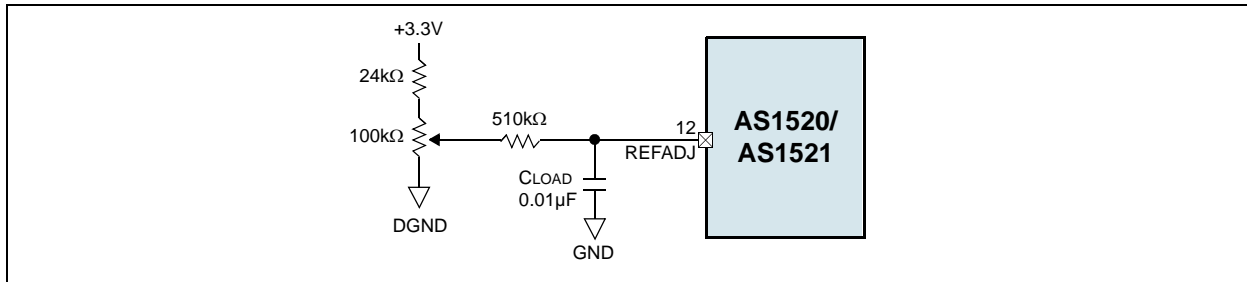 +3.3V
24kΩ
100kΩ
510kΩ
12
REFADJ
AS1520/
AS1521
CLOAD
0.01µF
DGND
GND